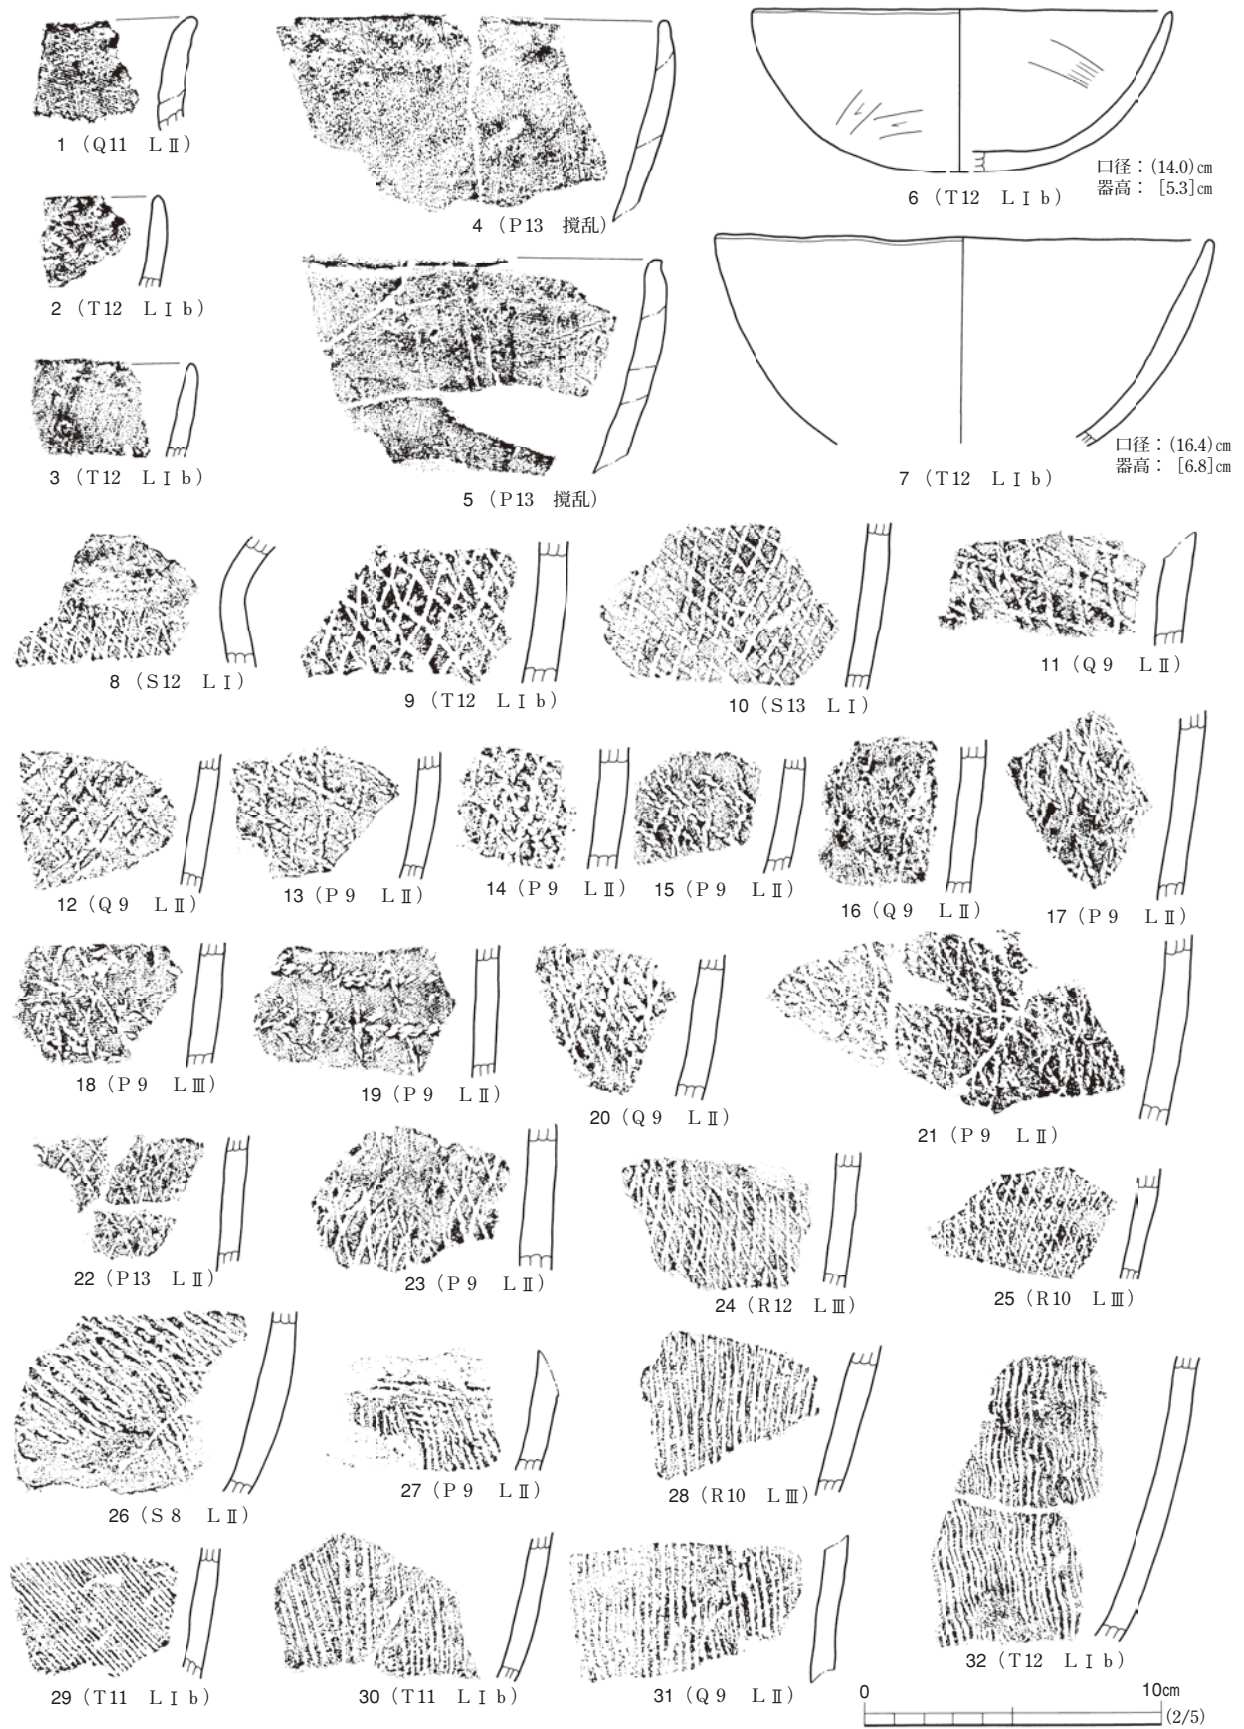 1（Q11　LⅡ）
2（T12　LⅠb）
3（T12　LⅠb）
4（P13　撹乱）
5（P13　撹乱）
口径：(14.0)㎝
器高：[5.3]㎝
6（T12　LⅠb）
口径：(16.4)㎝
器高：[6.8]㎝
7（T12　LⅠb）
8（S12　LⅠ）
9（T12　LⅠb）
10（S13　LⅠ）
11（Q9　LⅡ）
12（Q9　LⅡ）
13（P9　LⅡ）
14（P9　LⅡ）
15（P9　LⅡ）
16（Q9　LⅡ）
17（P9　LⅡ）
18（P9　LⅢ）
19（P9　LⅡ）
20（Q9　LⅡ）
21（P9　LⅡ）
22（P13　LⅡ）
23（P9　LⅡ）
24（R12　LⅢ）
25（R10　LⅢ）
26（S8　LⅡ）
27（P9　LⅡ）
28（R10　LⅢ）
29（T11　LⅠb）
30（T11　LⅠb）
31（Q9　LⅡ）
32（T12　LⅠb）
0　10㎝
(2/5)